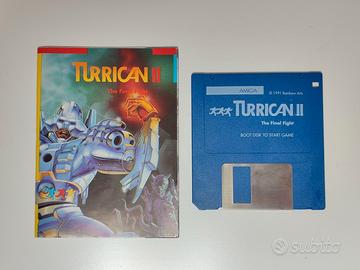 TURRICAN II
The Final Fight
AMIGA
© 1991 Rainbow Arts
TURRICAN II
The Final Fight
BOOT DISK TO START GAME
subito